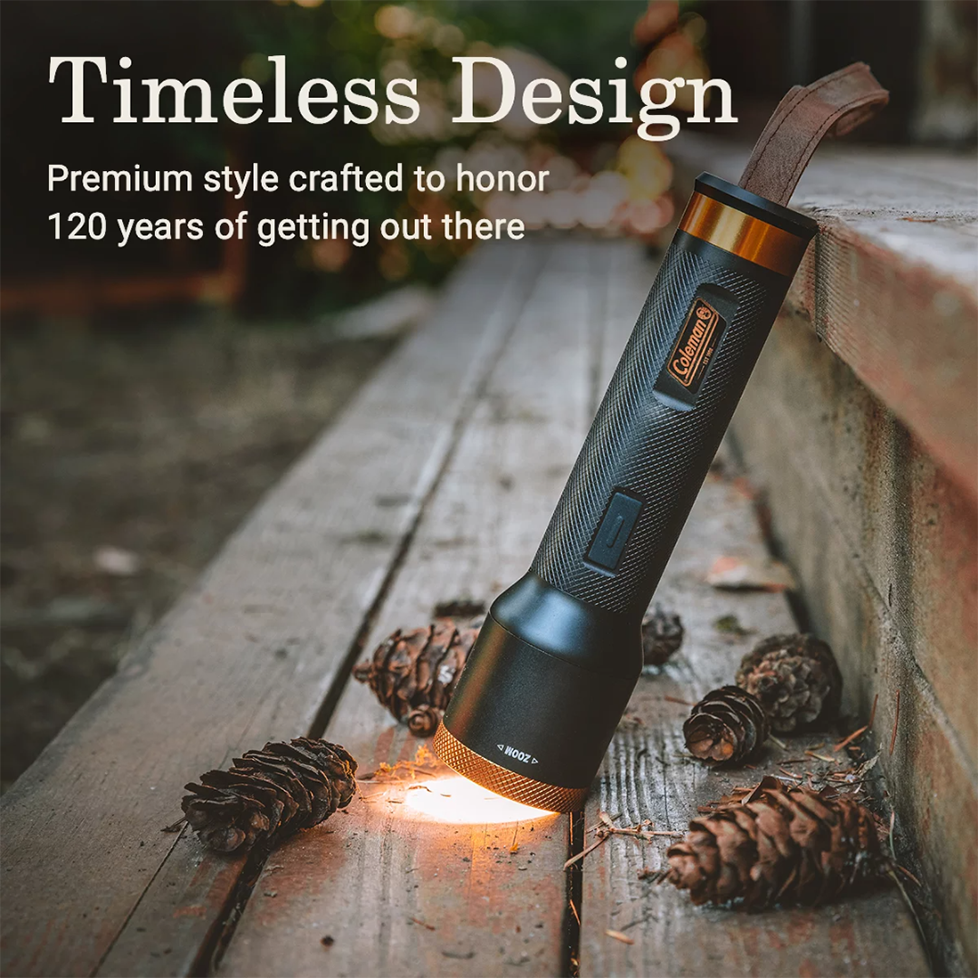 Timeless Design
Premium style crafted to honor
120 years of getting out there
Coleman
ZOOM